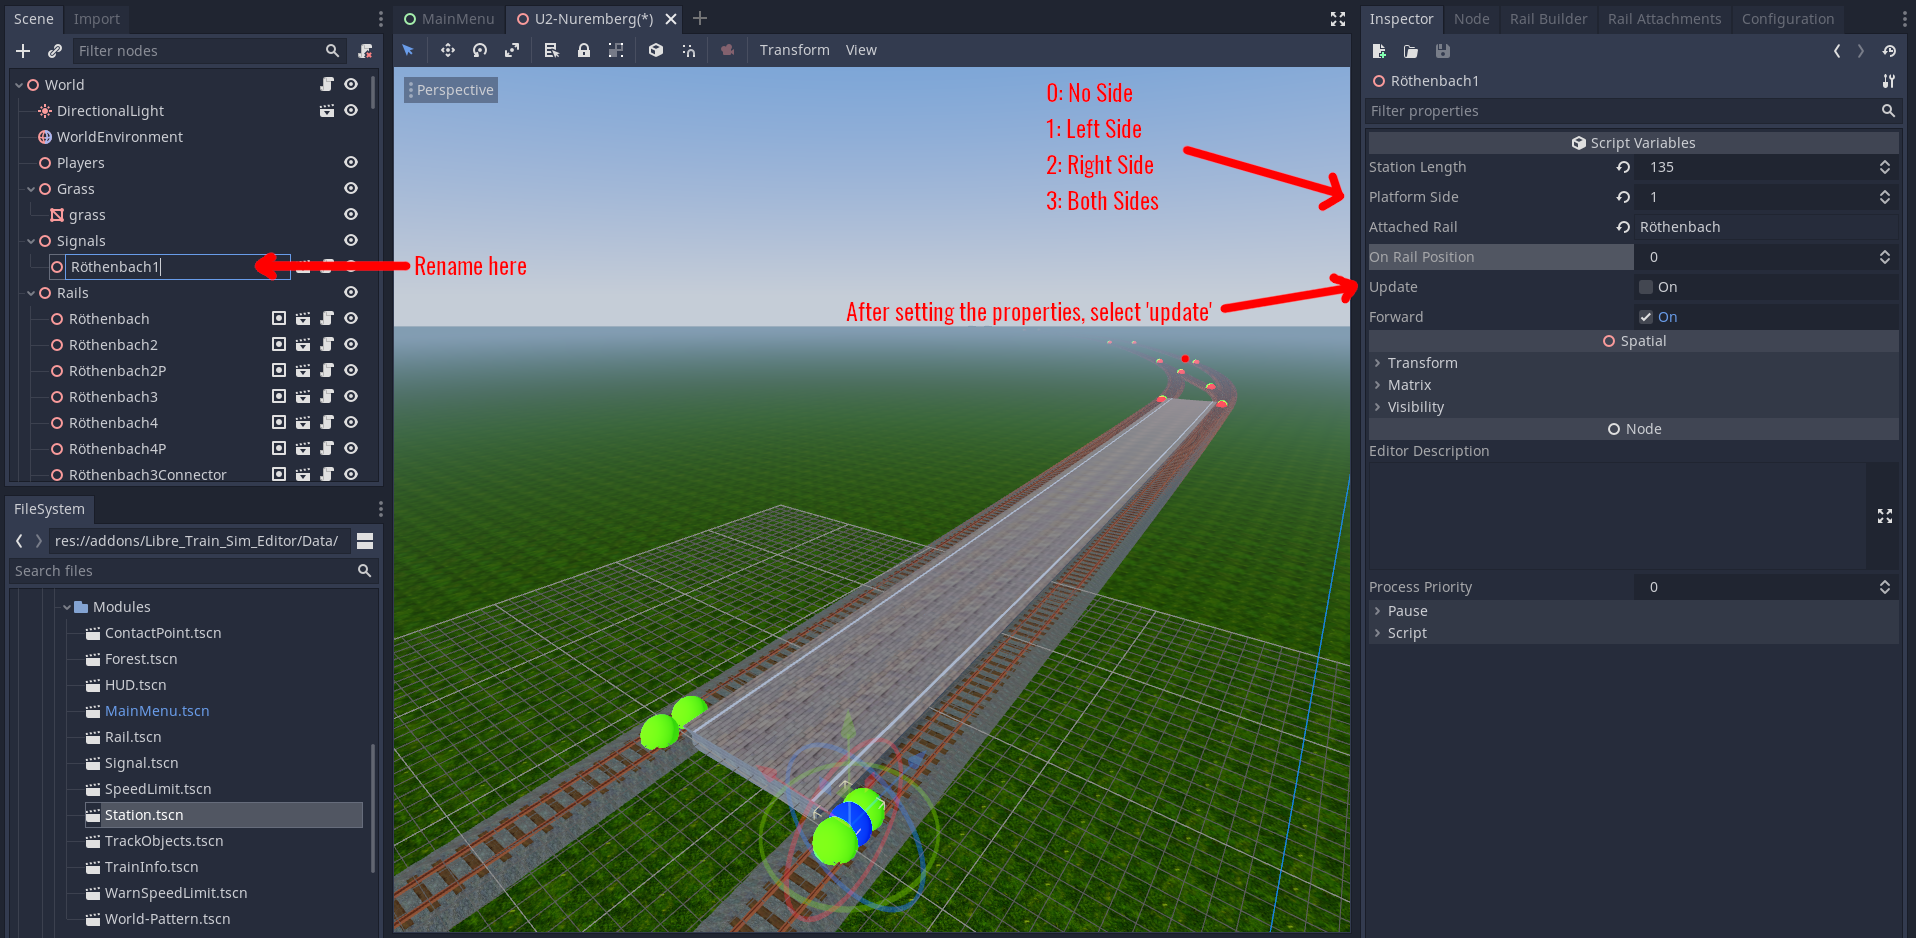 Scene
Import
Filter nodes
World
DirectionalLight
WorldEnvironment
Players
Grass
grass
Signals
Röthenbach1
Rails
Röthenbach
Röthenbach2
Röthenbach2P
Röthenbach3
Röthenbach4
Röthenbach4P
Röthenbach3Connector
FileSystem
res://addons/Libre_Train_Sim_Editor/Data/
Search files
Modules
ContactPoint.tscn
Forest.tscn
HUD.tscn
MainMenu.tscn
Rail.tscn
Signal.tscn
SpeedLimit.tscn
Station.tscn
TrackObjects.tscn
TrainInfo.tscn
WarnSpeedLimit.tscn
World-Pattern.tscn
MainMenu
U2-Nuremberg(*)
Transform View
Perspective
0: No Side
1: Left Side
2: Right Side
3: Both Sides
Rename here
After setting the properties, select 'update'
Inspector
Node
Rail Builder
Rail Attachments
Configuration
Röthenbach1
Filter properties
Script Variables
Station Length 135
Platform Side 1
Attached Rail Röthenbach
On Rail Position 0
Update On
Forward On
Spatial
Transform
Matrix
Visibility
Node
Editor Description
Process Priority 0
Pause
Script